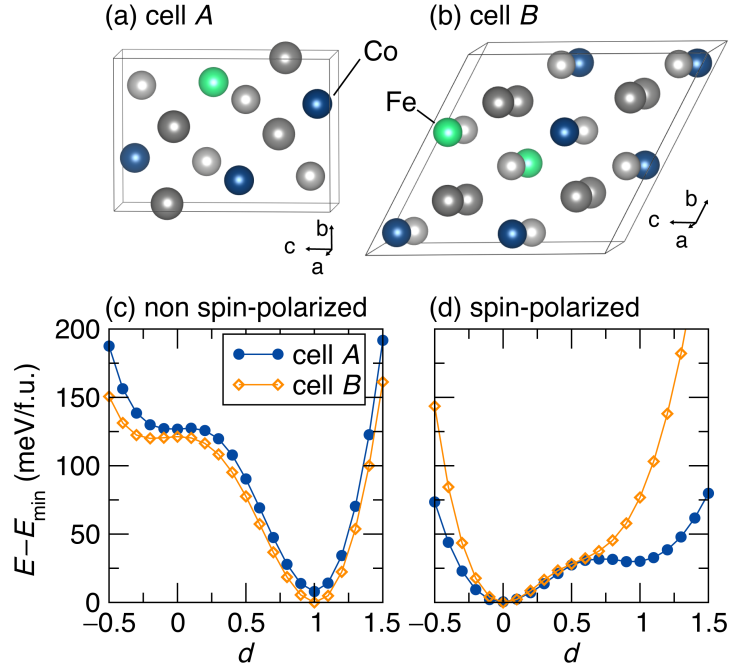 (a) cell A
(b) cell B
Co
Fe
b
c
a
b
c
a
(c) non spin-polarized
(d) spin-polarized
200
150
100
50
0
E−Emin (meV/f.u.)
cell A
cell B
−0.5 0 0.5 1 1.5
−0.5 0 0.5 1 1.5
d
d